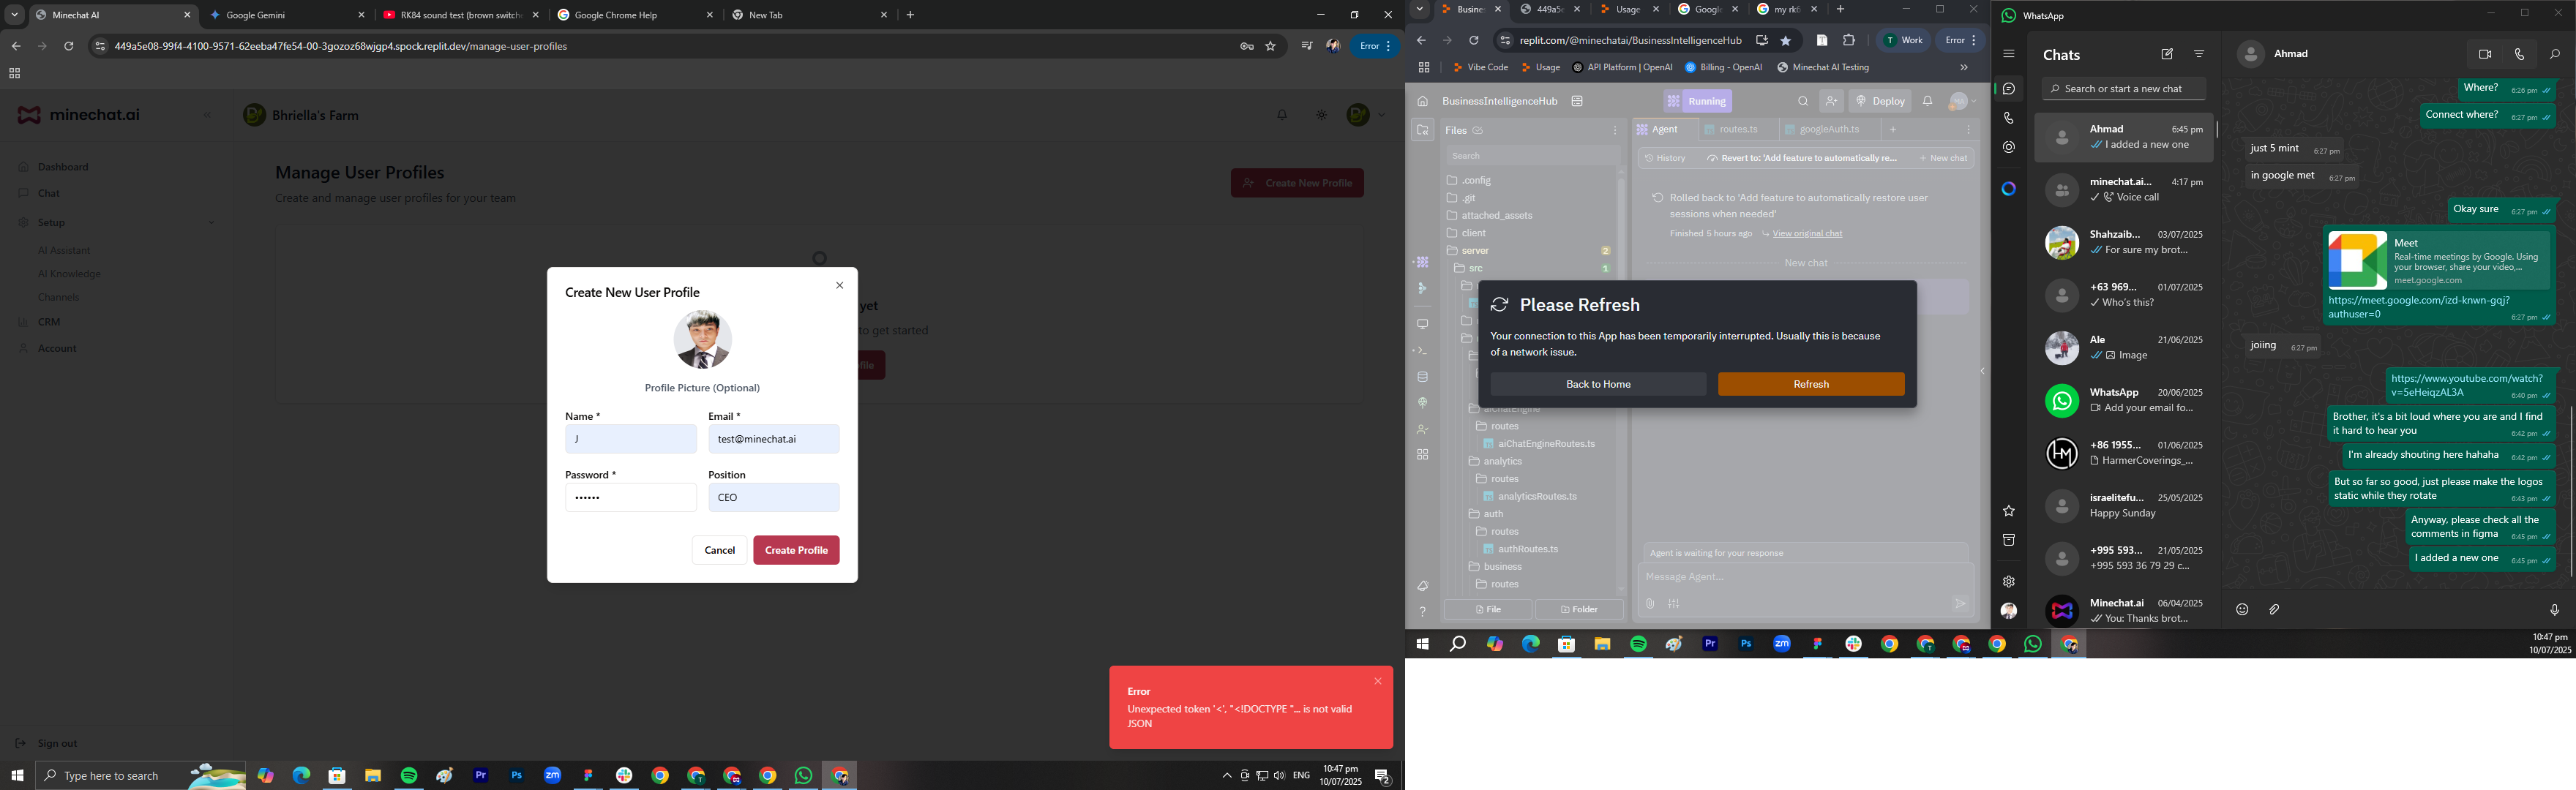 Minechat AI
Google Gemini
RK84 sound test (brown switch
Google Chrome Help
New Tab
449a5e08-99f4-4100-9571-62eeba47fe54-00-3gozoz68wjgp4.spock.replit.dev/manage-user-profiles
Error
minechat.ai
Bhriella's Farm
Dashboard
Chat
Setup
AI Assistant
AI Knowledge
Channels
CRM
Account
Sign out
Manage User Profiles
Create and manage user profiles for your team
Create New Profile
yet
to get started
file
Create New User Profile
Profile Picture (Optional)
Name *
Email *
J
test@minechat.ai
Password *
Position
••••••
CEO
Cancel
Create Profile
Error
Unexpected token '<', "<!DOCTYPE "... is not valid
JSON
Type here to search
ENG
10:47 pm
10/07/2025
2
Busines
449a5e
Usage
Google
my rk6
replit.com/@minechatai/BusinessIntelligenceHub
T
Work
Error
Vibe Code
Usage
API Platform | OpenAI
Billing - OpenAI
Minechat AI Testing
BusinessIntelligenceHub
Running
Deploy
Files
Search
.config
.git
attached_assets
client
server
2
src
1
aiChatEngine
routes
aiChatEngineRoutes.ts
analytics
routes
analyticsRoutes.ts
auth
routes
authRoutes.ts
business
routes
File
Folder
Agent
routes.ts
googleAuth.ts
History
Revert to: 'Add feature to automatically re...
New chat
Rolled back to 'Add feature to automatically restore user
sessions when needed'
Finished 5 hours ago
View original chat
New chat
Please Refresh
Your connection to this App has been temporarily interrupted. Usually this is because
of a network issue.
Back to Home
Refresh
Agent is waiting for your response
Message Agent...
WhatsApp
Chats
Search or start a new chat
Ahmad
6:45 pm
I added a new one
minechat.ai...
4:17 pm
Voice call
Shahzaib...
03/07/2025
For sure my brot...
+63 969...
01/07/2025
Who's this?
Ale
21/06/2025
Image
WhatsApp
20/06/2025
Add your email fo...
+86 1955...
01/06/2025
HarmerCoverings_...
israelitefu...
25/05/2025
Happy Sunday
+995 593...
21/05/2025
+995 593 36 79 29 c...
Minechat.ai
06/04/2025
You: Thanks brot...
Ahmad
Where?
6:26 pm
Connect where?
6:27 pm
just 5 mint
6:27 pm
in google met
6:27 pm
Okay sure
6:27 pm
Meet
Real-time meetings by Google. Using
your browser, share your video,...
meet.google.com
https://meet.google.com/izd-knwn-gqj?
authuser=0
6:27 pm
joiing
6:27 pm
https://www.youtube.com/watch?
v=5eHeiqzAL3A
6:40 pm
Brother, it's a bit loud where you are and I find
it hard to hear you
6:42 pm
I'm already shouting here hahaha
6:42 pm
But so far so good, just please make the logos
static while they rotate
6:43 pm
Anyway, please check all the
comments in figma
6:45 pm
I added a new one
6:45 pm
10:47 pm
10/07/2025